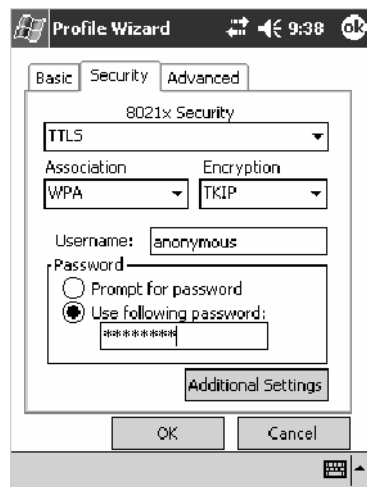 Profile Wizard 9:38 ok
Basic Security Advanced
8021x Security
TTLS
Association Encryption
WPA TKIP
Username: anonymous
Password
Prompt for password
Use following password:
********
Additional Settings
OK Cancel